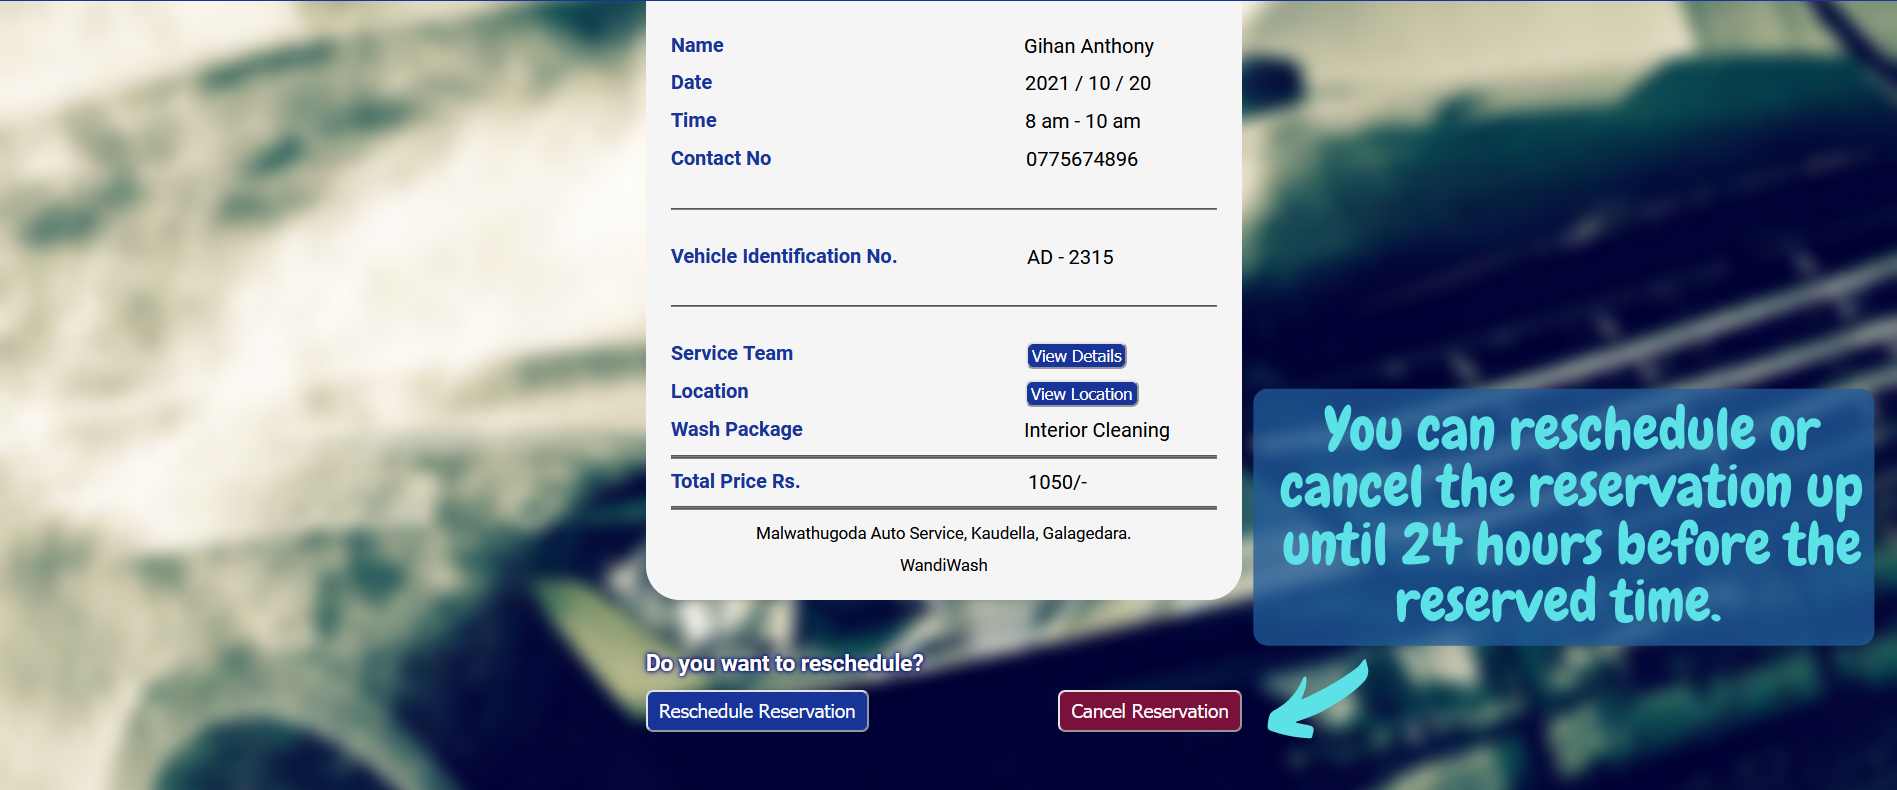 Name Gihan Anthony
Date 2021 / 10 / 20
Time 8 am - 10 am
Contact No 0775674896
Vehicle Identification No. AD - 2315
Service Team View Details
Location View Location
Wash Package Interior Cleaning
Total Price Rs. 1050/-
Malwathugoda Auto Service, Kaudella, Galagedara.
WandiWash
You can reschedule or
cancel the reservation up
until 24 hours before the
reserved time.
Do you want to reschedule?
Reschedule Reservation Cancel Reservation